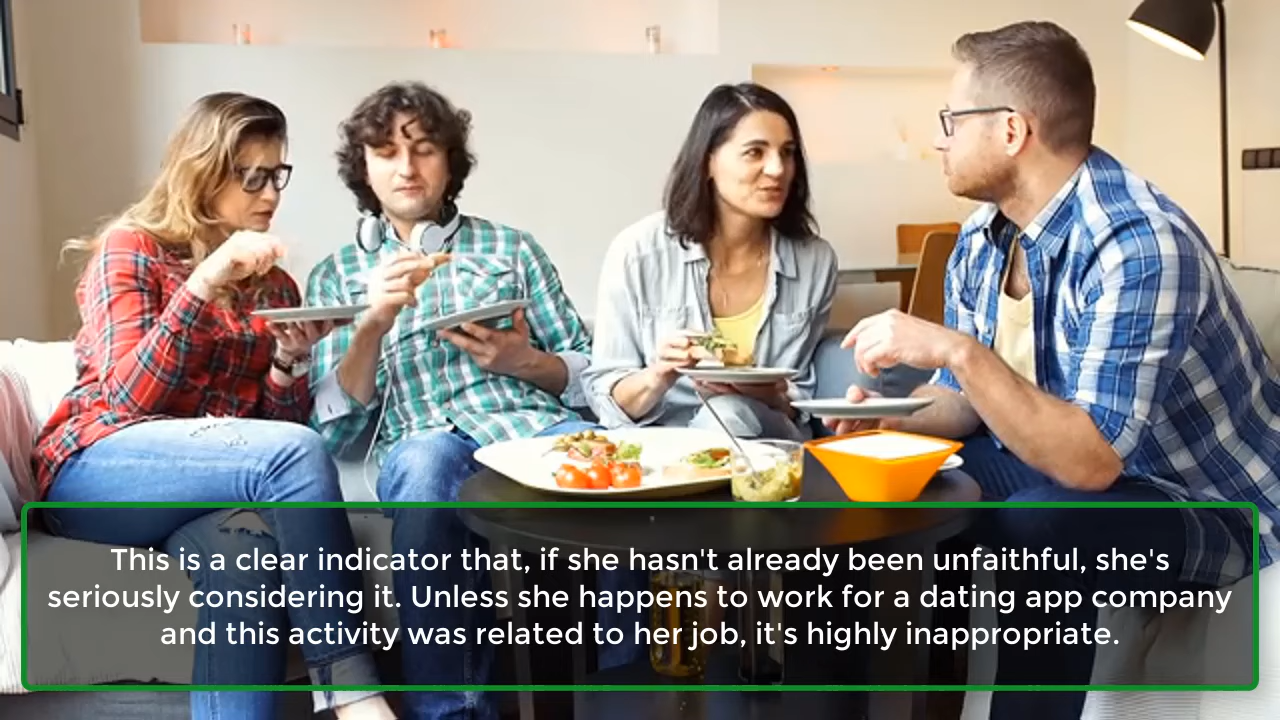 This is a clear indicator that, if she hasn't already been unfaithful, she's
seriously considering it. Unless she happens to work for a dating app company
and this activity was related to her job, it's highly inappropriate.